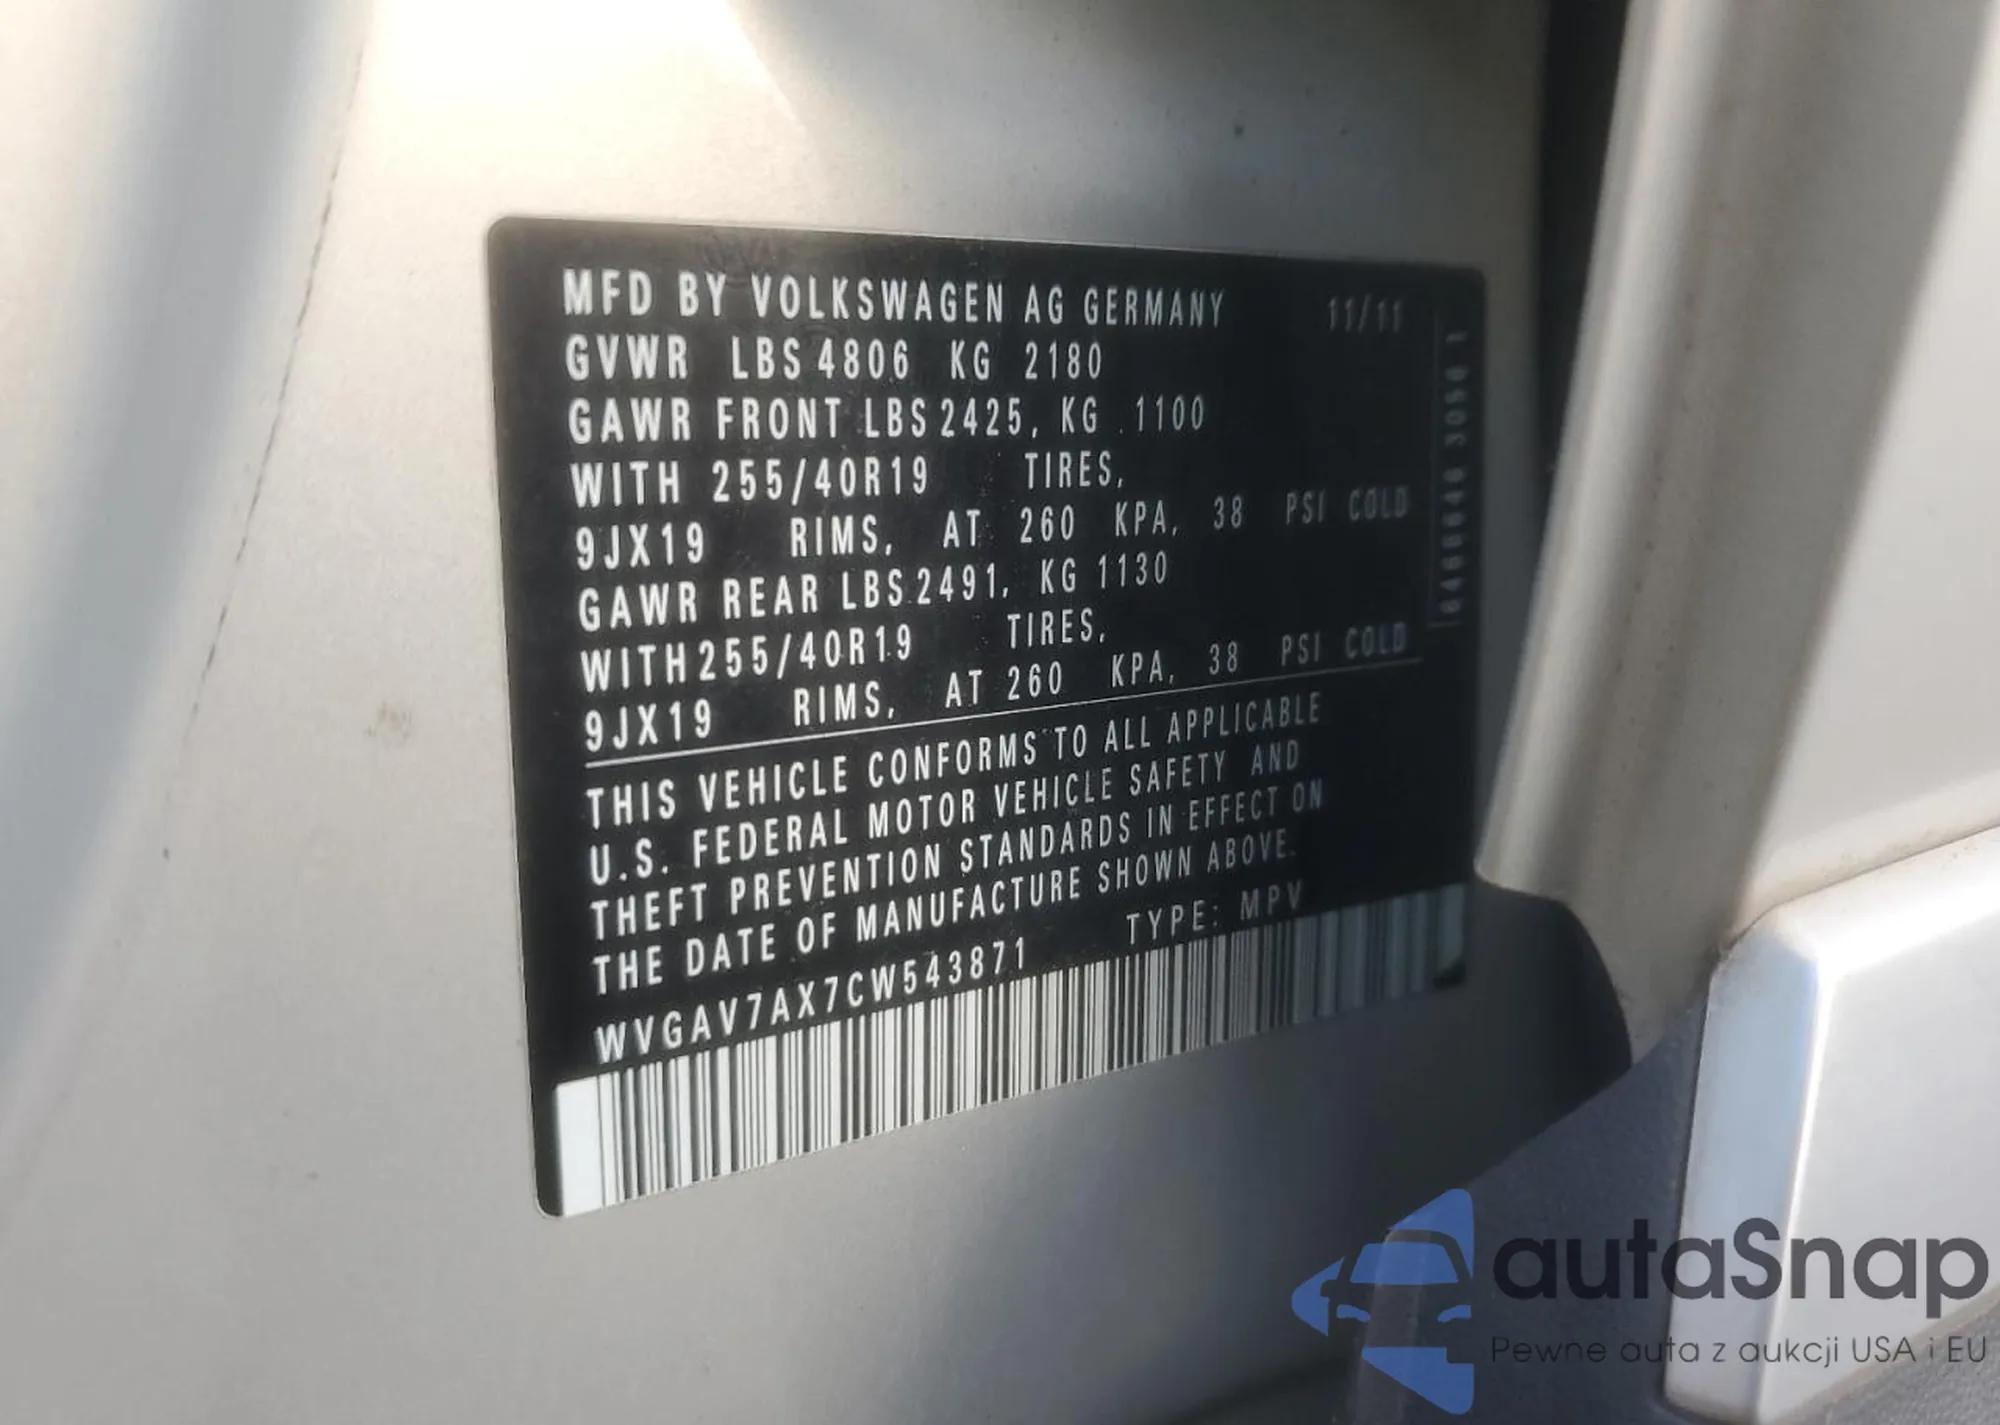 MFD BY VOLKSWAGEN AG GERMANY 11/11
GVWR LBS 4806 KG 2180
GAWR FRONT LBS 2425, KG 1100
WITH 255/40R19 TIRES,
9JX19 RIMS, AT 260 KPA, 38 PSI COLD
GAWR REAR LBS 2491, KG 1130
WITH 255/40R19 TIRES,
9JX19 RIMS, AT 260 KPA, 38 PSI COLD
THIS VEHICLE CONFORMS TO ALL APPLICABLE
U.S. FEDERAL MOTOR VEHICLE SAFETY AND
THEFT PREVENTION STANDARDS IN EFFECT ON
THE DATE OF MANUFACTURE SHOWN ABOVE.
WVGAV7AX7CW543871 TYPE: MPV
autaSnap
Pewne auta z aukcji USA i EU